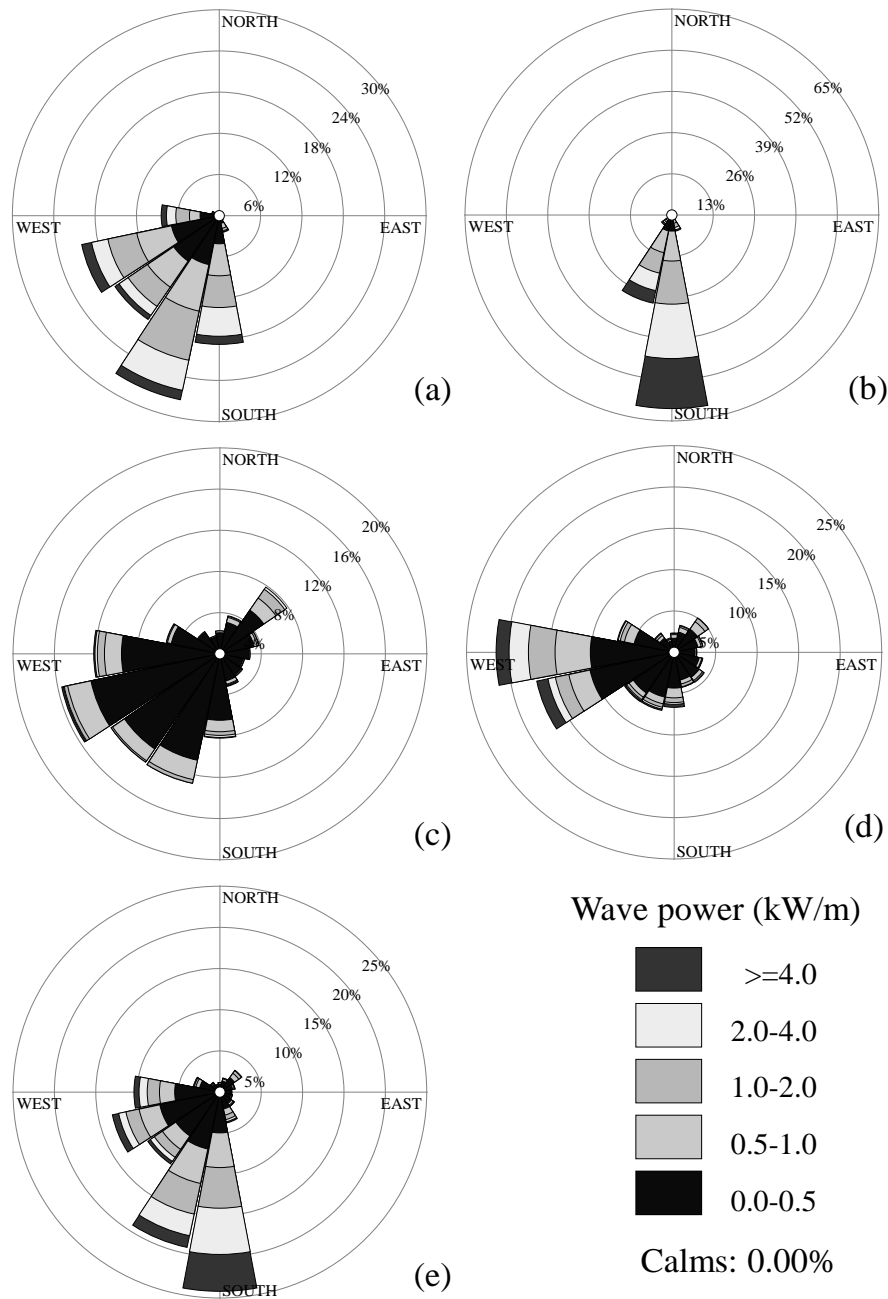 NORTH
30%
24%
18%
12%
6%
WEST
EAST
SOUTH
(a)
NORTH
65%
52%
39%
26%
13%
WEST
EAST
SOUTH
(b)
NORTH
20%
16%
12%
8%
WEST
EAST
SOUTH
(c)
NORTH
25%
20%
15%
10%
5%
WEST
EAST
SOUTH
(d)
NORTH
25%
20%
15%
10%
5%
WEST
EAST
SOUTH
(e)
Wave power (kW/m)
>=4.0
2.0-4.0
1.0-2.0
0.5-1.0
0.0-0.5
Calms: 0.00%